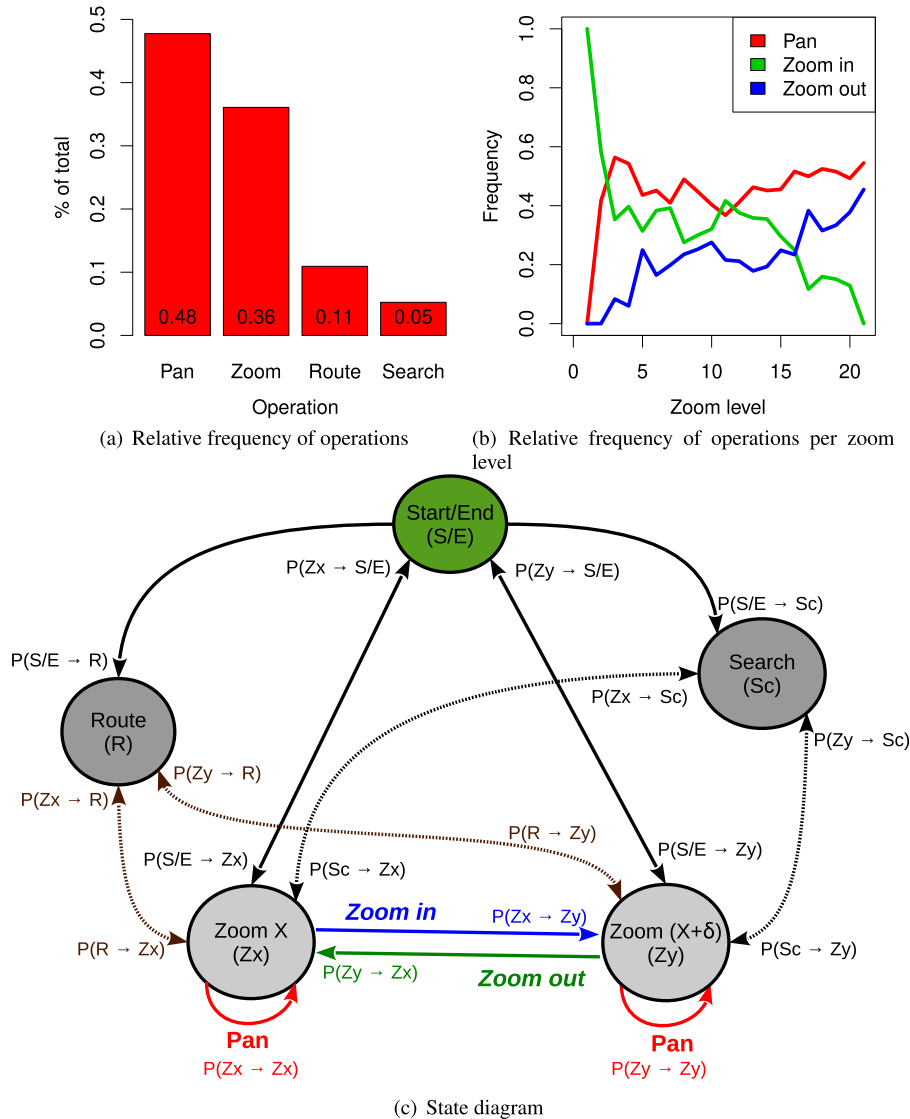 % of total
0.0
0.1
0.2
0.3
0.4
0.5
0.48
0.36
0.11
0.05
Pan
Zoom
Route
Search
Operation
(a) Relative frequency of operations
Frequency
0.0
0.2
0.4
0.6
0.8
1.0
Pan
Zoom in
Zoom out
0
5
10
15
20
Zoom level
(b) Relative frequency of operations per zoom
level
Start/End
(S/E)
P(Zx → S/E)
P(Zy → S/E)
P(S/E → Sc)
P(S/E → R)
Search
(Sc)
P(Zx → Sc)
Route
(R)
P(Zy → Sc)
P(Zy → R)
P(Zx → R)
P(R → Zy)
P(S/E → Zx)
P(Sc → Zx)
P(S/E → Zy)
Zoom in
P(Zx → Zy)
Zoom X
(Zx)
Zoom (X+δ)
(Zy)
P(R → Zx)
P(Sc → Zy)
P(Zy → Zx)
Zoom out
Pan
P(Zx → Zx)
Pan
P(Zy → Zy)
(c) State diagram